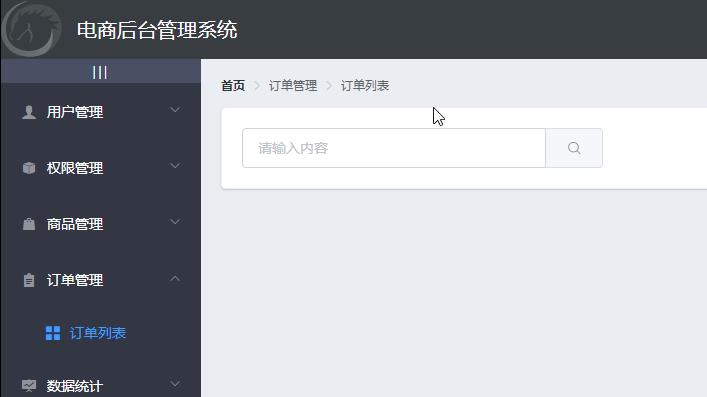 电商后台管理系统
|||
首页 > 订单管理 > 订单列表
用户管理
请输入内容
权限管理
商品管理
订单管理
订单列表
数据统计